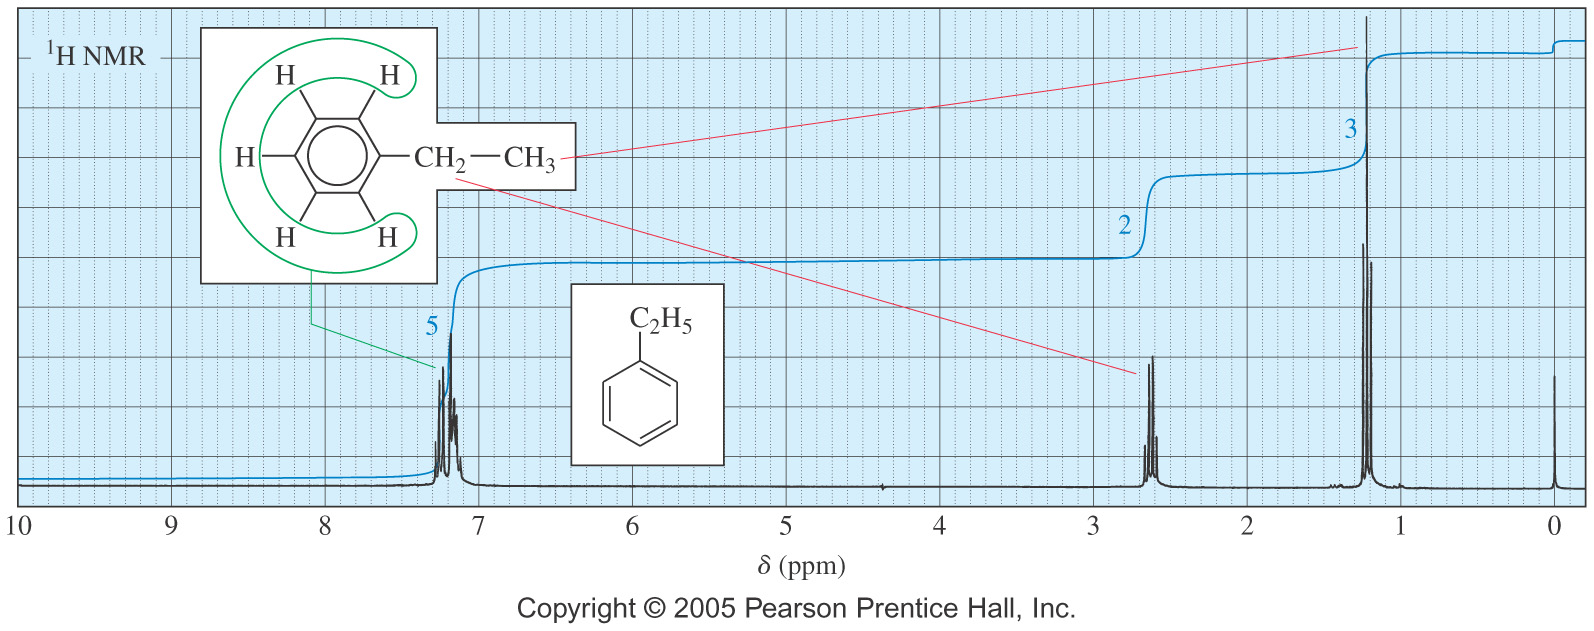 ¹H NMR
H H
H CH₂—CH₃
H H
3
2
5
C₂H₅
10 9 8 7 6 5 4 3 2 1 0
δ (ppm)
Copyright © 2005 Pearson Prentice Hall, Inc.